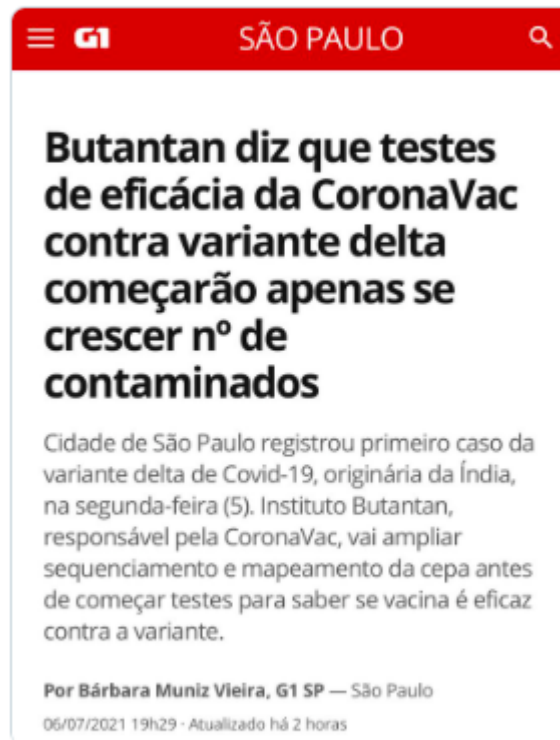 G1 SÃO PAULO
Butantan diz que testes
de eficácia da CoronaVac
contra variante delta
começarão apenas se
crescer nº de
contaminados
Cidade de São Paulo registrou primeiro caso da
variante delta de Covid-19, originária da Índia,
na segunda-feira (5). Instituto Butantan,
responsável pela CoronaVac, vai ampliar
sequenciamento e mapeamento da cepa antes
de começar testes para saber se vacina é eficaz
contra a variante.
Por Bárbara Muniz Vieira, G1 SP — São Paulo
06/07/2021 19h29 · Atualizado há 2 horas